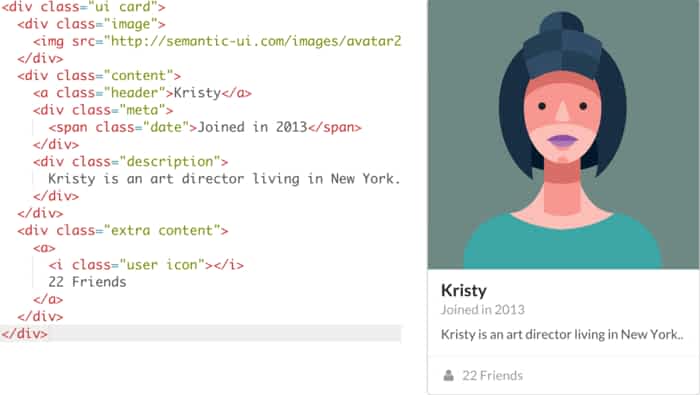 <div class="ui card">
<div class="image">
<img src="http://semantic-ui.com/images/avatar2
</div>
<div class="content">
<a class="header">Kristy</a>
<div class="meta">
<span class="date">Joined in 2013</span>
</div>
<div class="description">
Kristy is an art director living in New York.
</div>
</div>
<div class="extra content">
<a>
<i class="user icon"></i>
22 Friends
</a>
</div>
</div>
Kristy
Joined in 2013
Kristy is an art director living in New York..
22 Friends